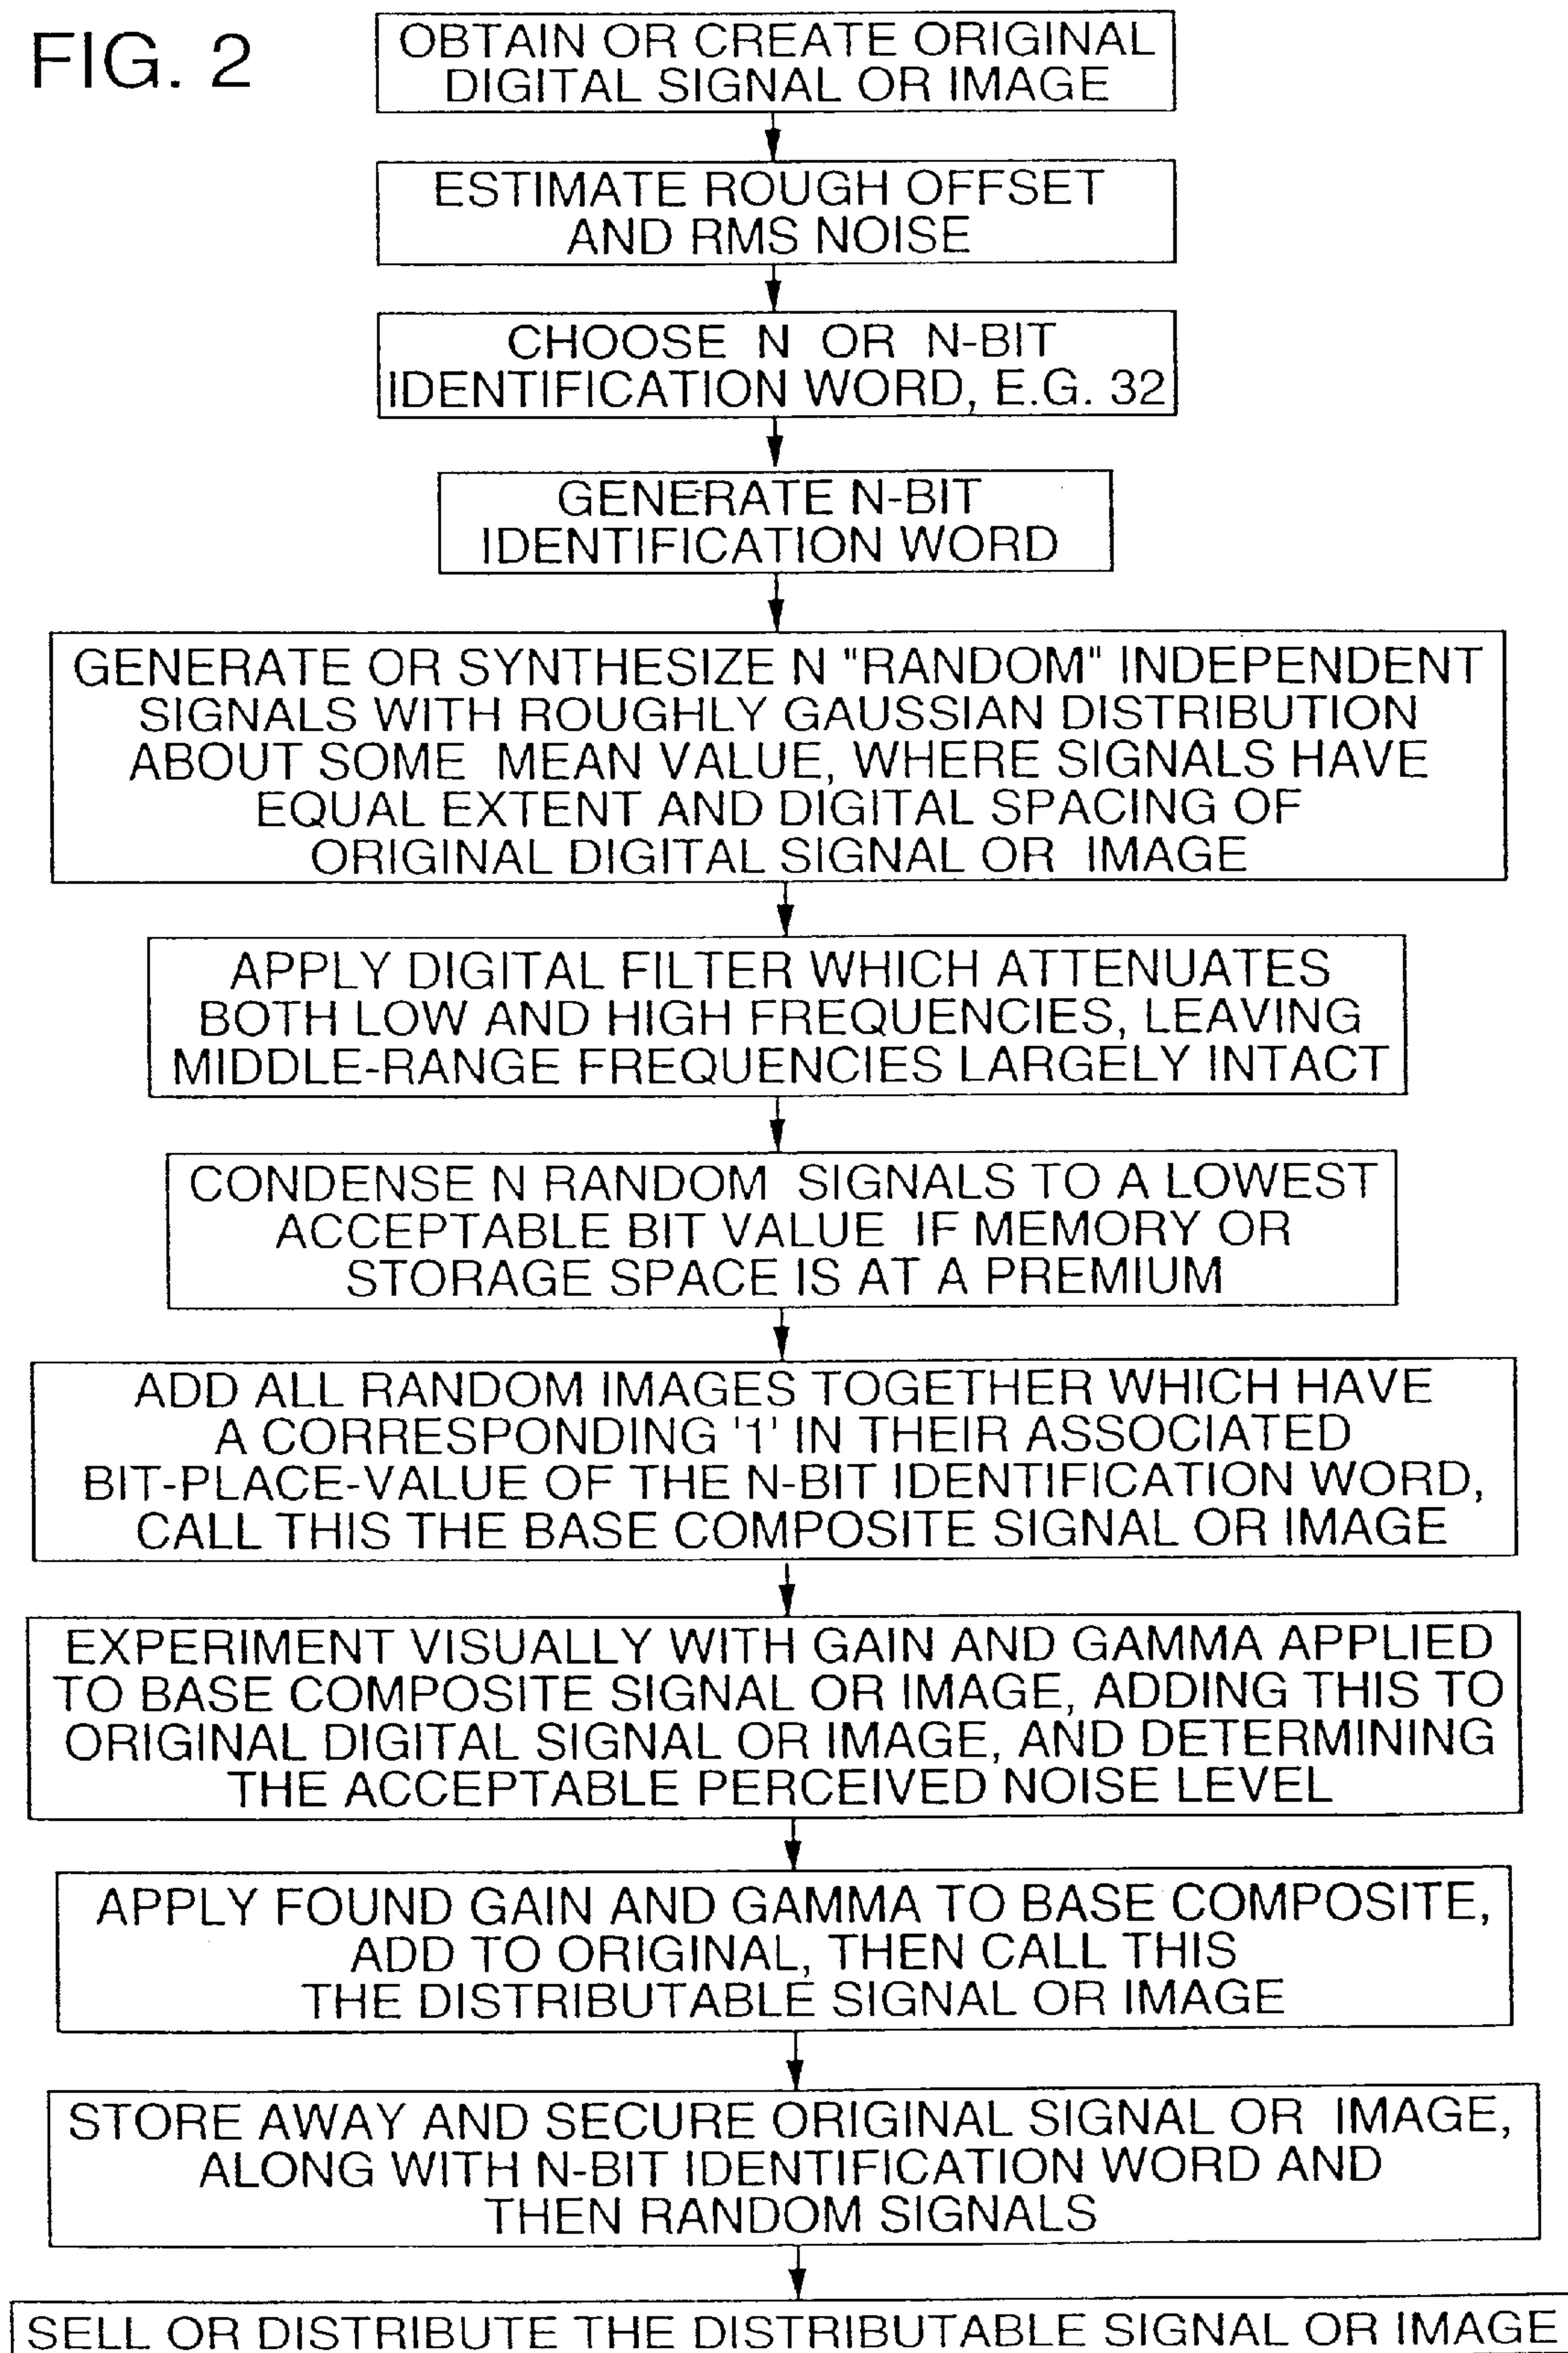 FIG. 2
OBTAIN OR CREATE ORIGINAL
DIGITAL SIGNAL OR IMAGE
ESTIMATE ROUGH OFFSET
AND RMS NOISE
CHOOSE N OR N-BIT
IDENTIFICATION WORD, E.G. 32
GENERATE N-BIT
IDENTIFICATION WORD
GENERATE OR SYNTHESIZE N "RANDOM" INDEPENDENT
SIGNALS WITH ROUGHLY GAUSSIAN DISTRIBUTION
ABOUT SOME MEAN VALUE, WHERE SIGNALS HAVE
EQUAL EXTENT AND DIGITAL SPACING OF
ORIGINAL DIGITAL SIGNAL OR IMAGE
APPLY DIGITAL FILTER WHICH ATTENUATES
BOTH LOW AND HIGH FREQUENCIES, LEAVING
MIDDLE-RANGE FREQUENCIES LARGELY INTACT
CONDENSE N RANDOM SIGNALS TO A LOWEST
ACCEPTABLE BIT VALUE IF MEMORY OR
STORAGE SPACE IS AT A PREMIUM
ADD ALL RANDOM IMAGES TOGETHER WHICH HAVE
A CORRESPONDING '1' IN THEIR ASSOCIATED
BIT-PLACE-VALUE OF THE N-BIT IDENTIFICATION WORD,
CALL THIS THE BASE COMPOSITE SIGNAL OR IMAGE
EXPERIMENT VISUALLY WITH GAIN AND GAMMA APPLIED
TO BASE COMPOSITE SIGNAL OR IMAGE, ADDING THIS TO
ORIGINAL DIGITAL SIGNAL OR IMAGE, AND DETERMINING
THE ACCEPTABLE PERCEIVED NOISE LEVEL
APPLY FOUND GAIN AND GAMMA TO BASE COMPOSITE,
ADD TO ORIGINAL, THEN CALL THIS
THE DISTRIBUTABLE SIGNAL OR IMAGE
STORE AWAY AND SECURE ORIGINAL SIGNAL OR IMAGE,
ALONG WITH N-BIT IDENTIFICATION WORD AND
THEN RANDOM SIGNALS
SELL OR DISTRIBUTE THE DISTRIBUTABLE SIGNAL OR IMAGE